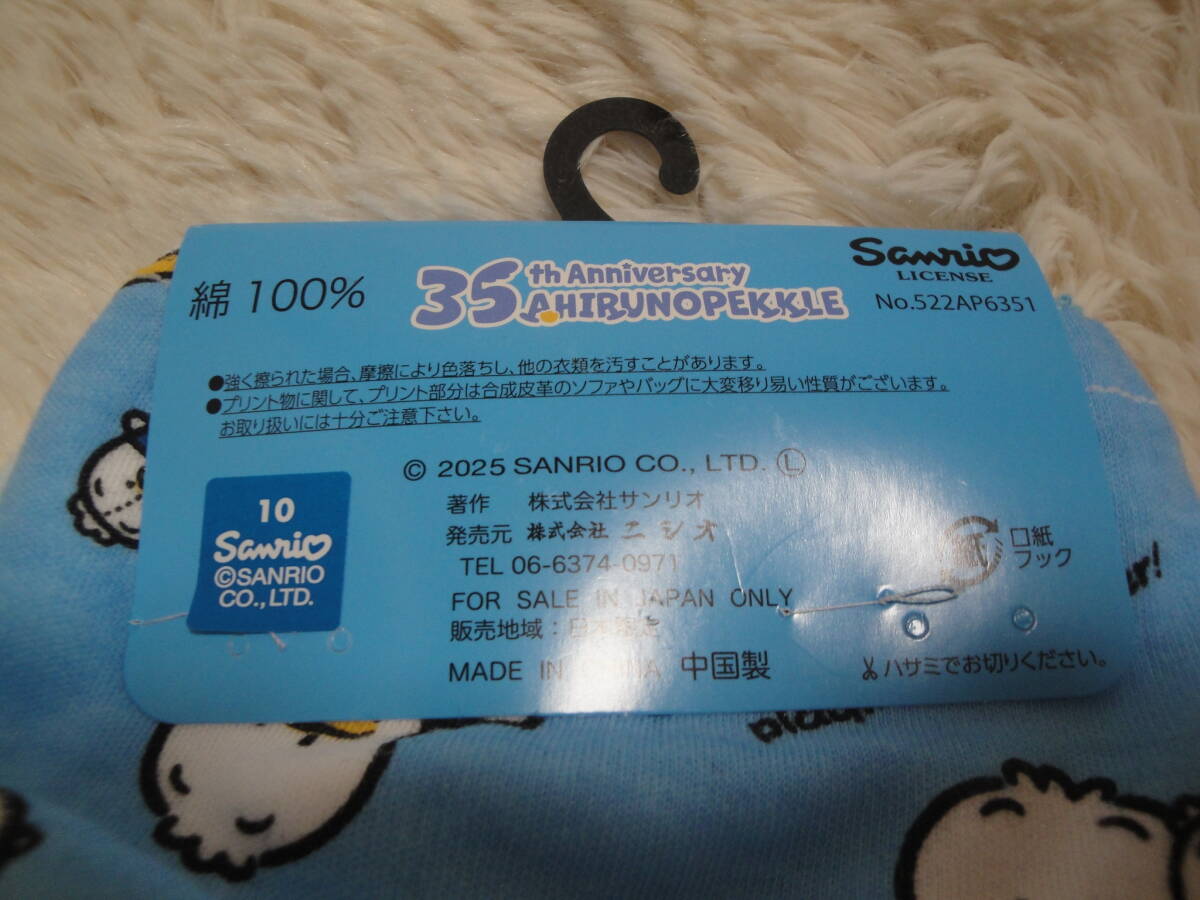 綿 100%
35th Anniversary
AHIRUNOPEKKLE
Sanrio
LICENSE
No.522AP6351
●強く擦られた場合、摩擦により色落ちし、他の衣類を汚すことがあります。
●プリント物に関して、プリント部分は合成皮革のソファやバッグに大変移り易い性質がございます。
お取り扱いには十分ご注意下さい。
© 2025 SANRIO CO., LTD. Ⓛ
著作 株式会社サンリオ
発売元 株式会社ニシオ
TEL 06-6374-0971
FOR SALE IN JAPAN ONLY
販売地域：日本限定
MADE IN CHINA 中国製
10
Sanrio
©SANRIO
CO., LTD.
紙
口紙
フック
ハサミでお切りください。